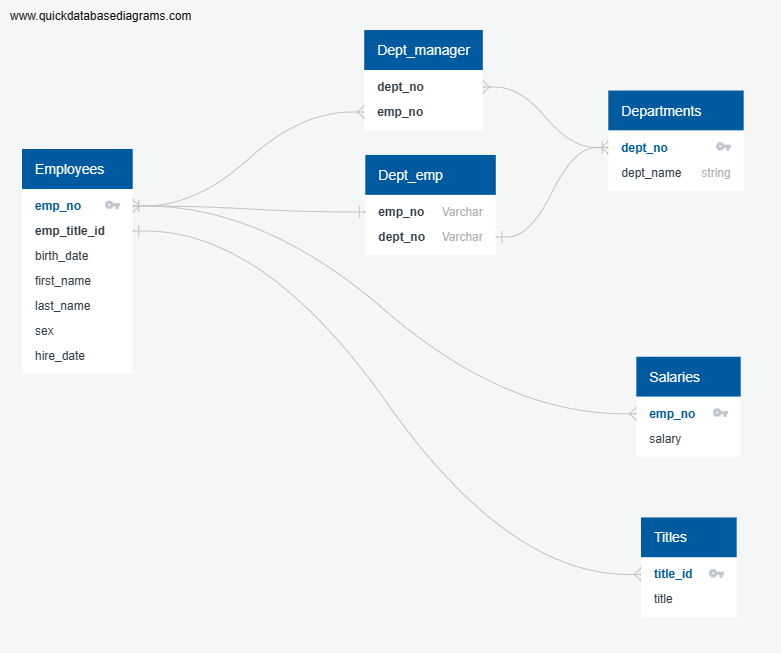 www.quickdatabasediagrams.com
Dept_manager
dept_no
emp_no
Departments
dept_no
dept_name string
Employees
emp_no
emp_title_id
birth_date
first_name
last_name
sex
hire_date
Dept_emp
emp_no Varchar
dept_no Varchar
Salaries
emp_no
salary
Titles
title_id
title